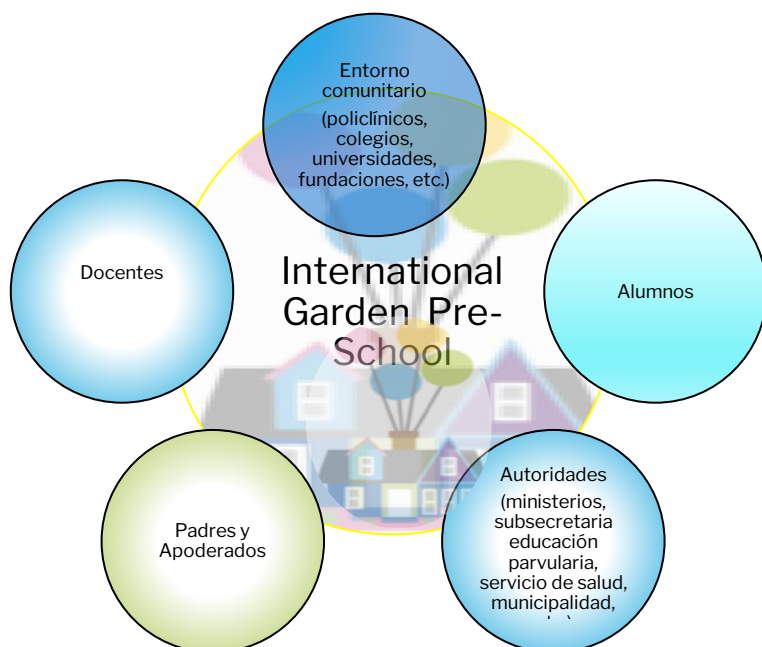 Entorno
comunitario
(policlínicos,
colegios,
universidades,
fundaciones, etc.)
International
Garden Pre-
School
Docentes
Alumnos
Padres y
Apoderados
Autoridades
(ministerios,
subsecretaria
educación
parvularia,
servicio de salud,
municipalidad,